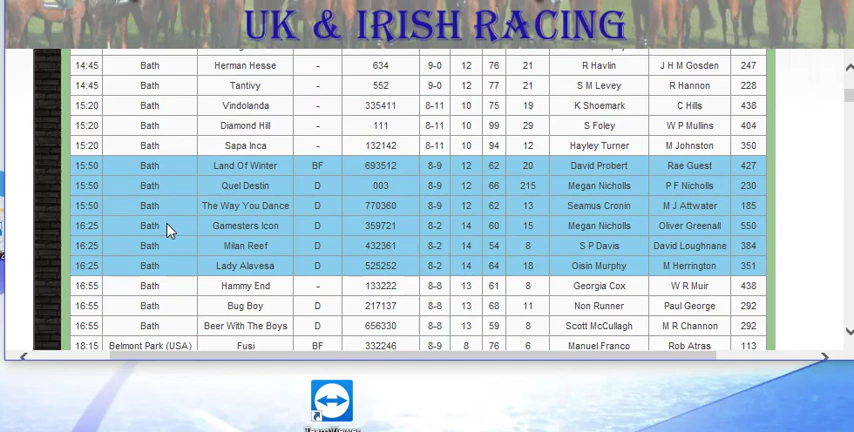 UK & IRISH RACING
14:45 Bath Herman Hesse - 634 9-0 12 76 21 R Havlin J H M Gosden 247
14:45 Bath Tantivy - 552 9-0 12 77 21 S M Levey R Hannon 228
15:20 Bath Vindolanda - 335411 8-11 10 75 19 K Shoemark C Hills 438
15:20 Bath Diamond Hill - 111 8-11 10 99 29 S Foley W P Mullins 404
15:20 Bath Sapa Inca - 132142 8-11 10 94 12 Hayley Turner M Johnston 350
15:50 Bath Land Of Winter BF 693512 8-9 12 62 20 David Probert Rae Guest 427
15:50 Bath Quel Destin D 003 8-9 12 66 215 Megan Nicholls P F Nicholls 230
15:50 Bath The Way You Dance D 770360 8-9 12 62 13 Seamus Cronin M J Attwater 185
16:25 Bath Gamesters Icon D 359721 8-2 14 60 15 Megan Nicholls Oliver Greenall 550
16:25 Bath Milan Reef D 432361 8-2 14 54 8 S P Davis David Loughnane 384
16:25 Bath Lady Alavesa D 525252 8-2 14 64 18 Oisin Murphy M Herrington 351
16:55 Bath Hammy End - 133222 8-8 13 61 8 Georgia Cox W R Muir 438
16:55 Bath Bug Boy D 217137 8-8 13 68 11 Non Runner Paul George 292
16:55 Bath Beer With The Boys D 656330 8-8 13 59 8 Scott McCullagh M R Channon 292
18:15 Belmont Park (USA) Fusi BF 332246 8-9 8 76 6 Manuel Franco Rob Atras 113